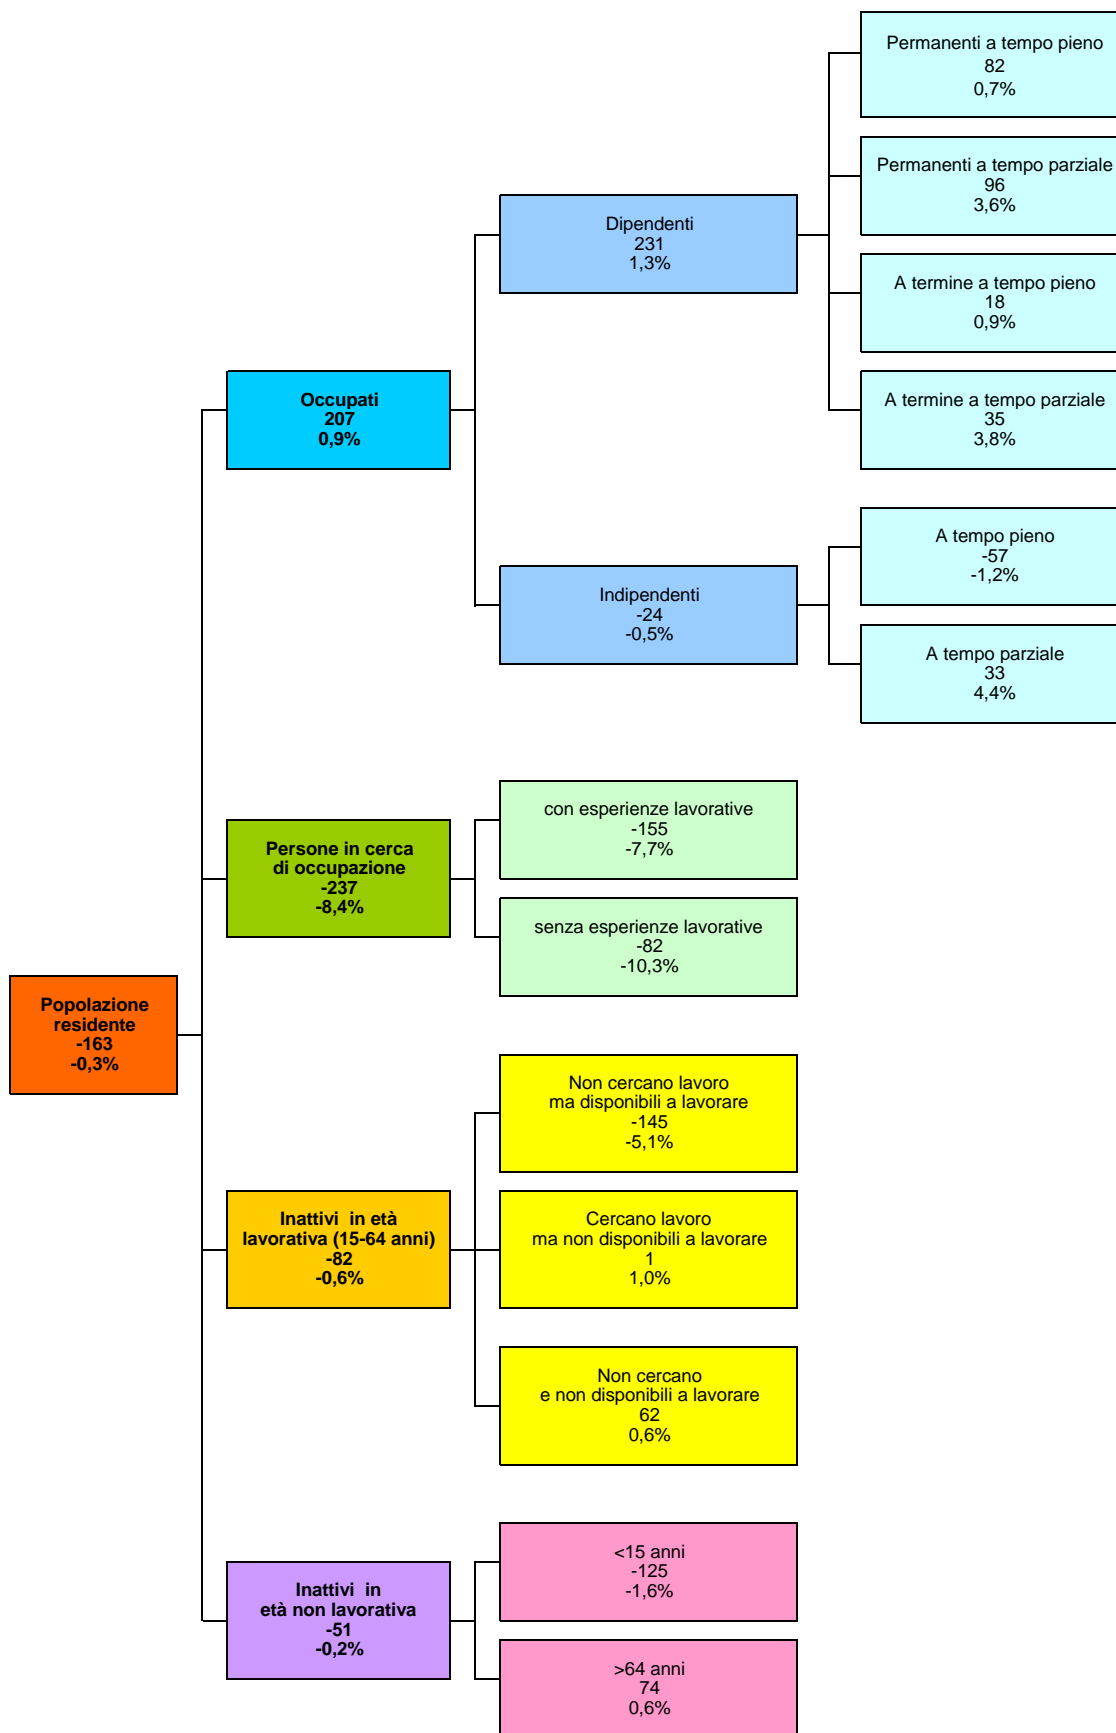 Permanenti a tempo pieno
82
0,7%
Permanenti a tempo parziale
96
3,6%
Dipendenti
231
1,3%
A termine a tempo pieno
18
0,9%
Occupati
207
0,9%
A termine a tempo parziale
35
3,8%
A tempo pieno
-57
-1,2%
Indipendenti
-24
-0,5%
A tempo parziale
33
4,4%
con esperienze lavorative
-155
-7,7%
Persone in cerca
di occupazione
-237
-8,4%
senza esperienze lavorative
-82
-10,3%
Popolazione
residente
-163
-0,3%
Non cercano lavoro
ma disponibili a lavorare
-145
-5,1%
Inattivi in età
lavorativa (15-64 anni)
-82
-0,6%
Cercano lavoro
ma non disponibili a lavorare
1
1,0%
Non cercano
e non disponibili a lavorare
62
0,6%
<15 anni
-125
-1,6%
Inattivi in
età non lavorativa
-51
-0,2%
>64 anni
74
0,6%